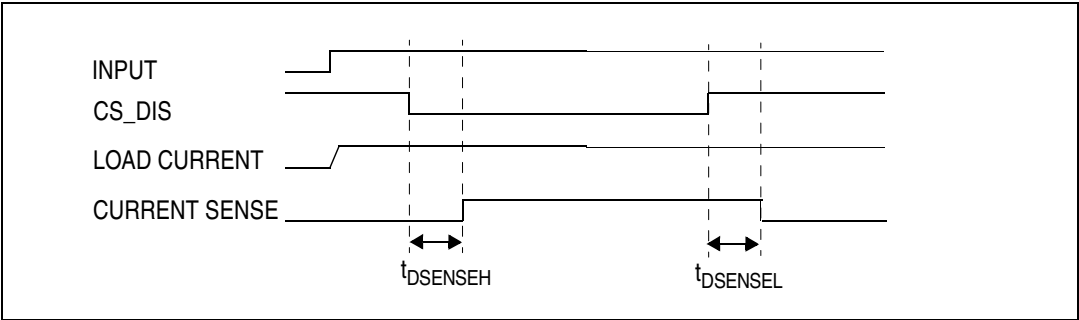 INPUT
CS_DIS
LOAD CURRENT
CURRENT SENSE
tDSENSEH
tDSENSEL